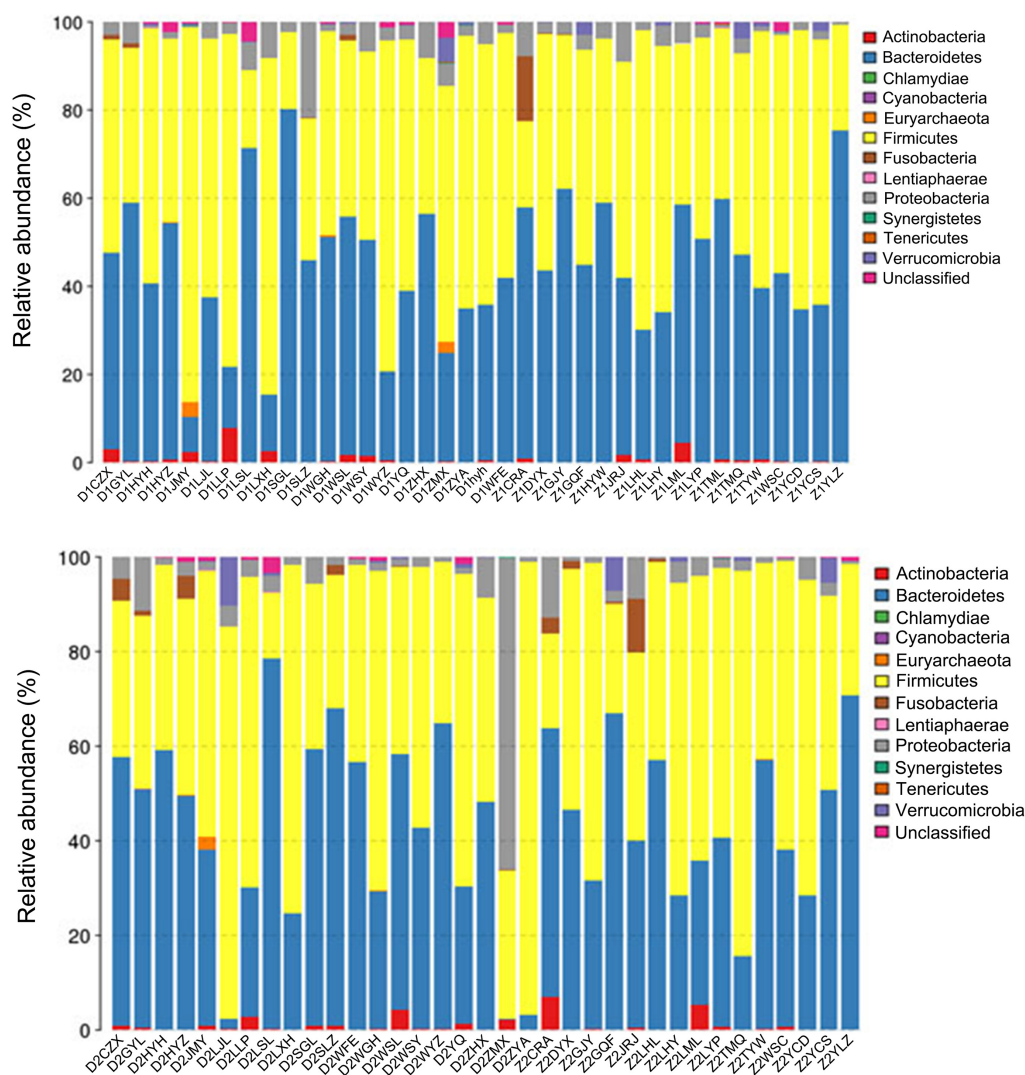 Relative abundance (%)
100
80
60
40
20
0
D1CZX
D1GYL
D1HYH
D1HYZ
D1JMY
D1LJL
D1LLP
D1LSL
D1LXH
D1SGL
D1SLZ
D1WGH
D1WSL
D1WSY
D1WYZ
D1YQ
D1ZHX
D1ZMX
D1ZYA
D1hyh
D1WFE
Z1CRA
Z1DYX
Z1GJY
Z1GQF
Z1HYW
Z1JRJ
Z1LHL
Z1LHY
Z1LML
Z1LYP
Z1TML
Z1TMQ
Z1TYW
Z1WSC
Z1YCD
Z1YCS
Z1YLZ
Actinobacteria
Bacteroidetes
Chlamydiae
Cyanobacteria
Euryarchaeota
Firmicutes
Fusobacteria
Lentiaphaerae
Proteobacteria
Synergistetes
Tenericutes
Verrucomicrobia
Unclassified
Relative abundance (%)
100
80
60
40
20
0
D2CZX
D2GYL
D2HYH
D2HYZ
D2JMY
D2LJL
D2LLP
D2LSL
D2LXH
D2SGL
D2SLZ
D2WFE
D2WGH
D2WSL
D2WSY
D2WYZ
D2YQ
D2ZHX
D2ZMX
D2ZYA
Z2CRA
Z2DYX
Z2GJY
Z2GQF
Z2JRJ
Z2LHL
Z2LHY
Z2LML
Z2LYP
Z2TMQ
Z2TYW
Z2WSC
Z2YCD
Z2YCS
Z2YLZ
Actinobacteria
Bacteroidetes
Chlamydiae
Cyanobacteria
Euryarchaeota
Firmicutes
Fusobacteria
Lentiaphaerae
Proteobacteria
Synergistetes
Tenericutes
Verrucomicrobia
Unclassified